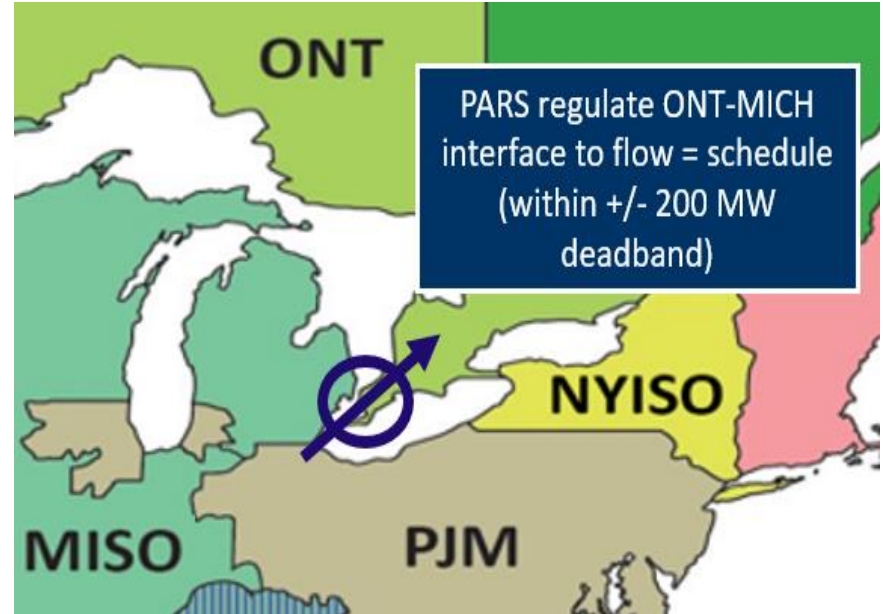 ONT
PARS regulate ONT-MICH
interface to flow = schedule
(within +/- 200 MW
deadband)
NYISO
MISO
PJM